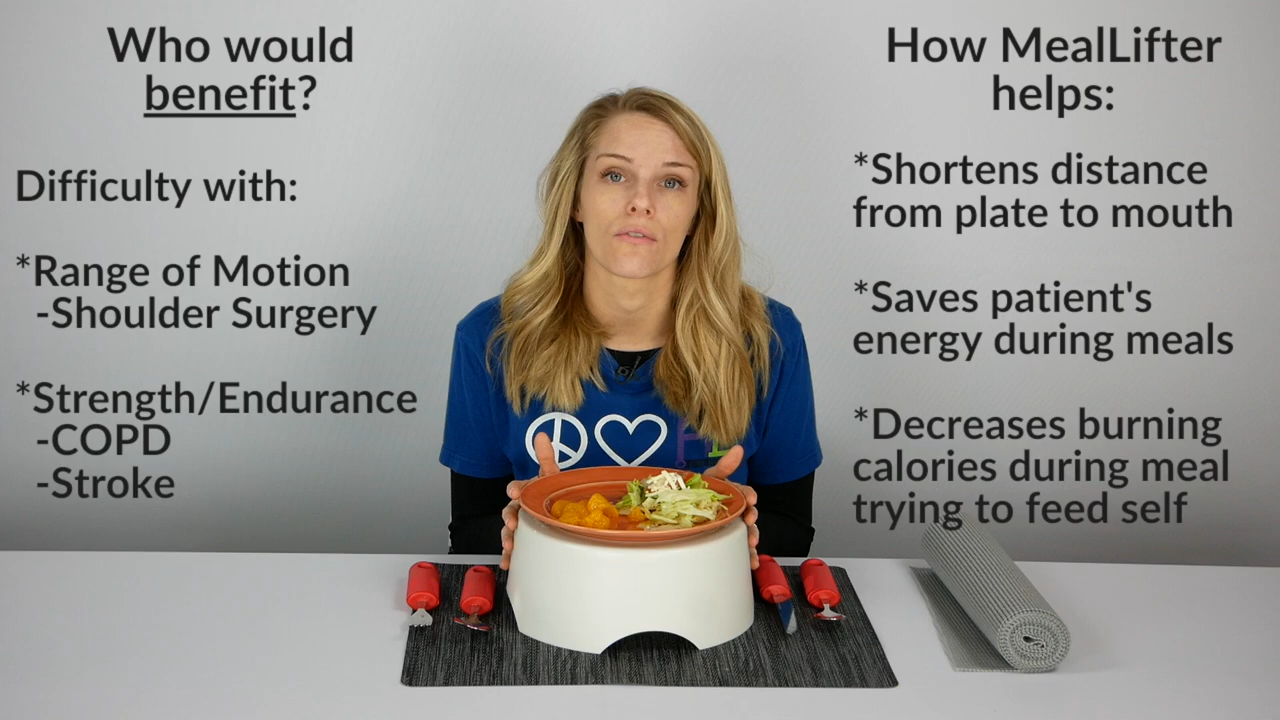 Who would
benefit?
Difficulty with:
*Range of Motion
-Shoulder Surgery
*Strength/Endurance
-COPD
-Stroke
How MealLifter
helps:
*Shortens distance
from plate to mouth
*Saves patient's
energy during meals
*Decreases burning
calories during meal
trying to feed self